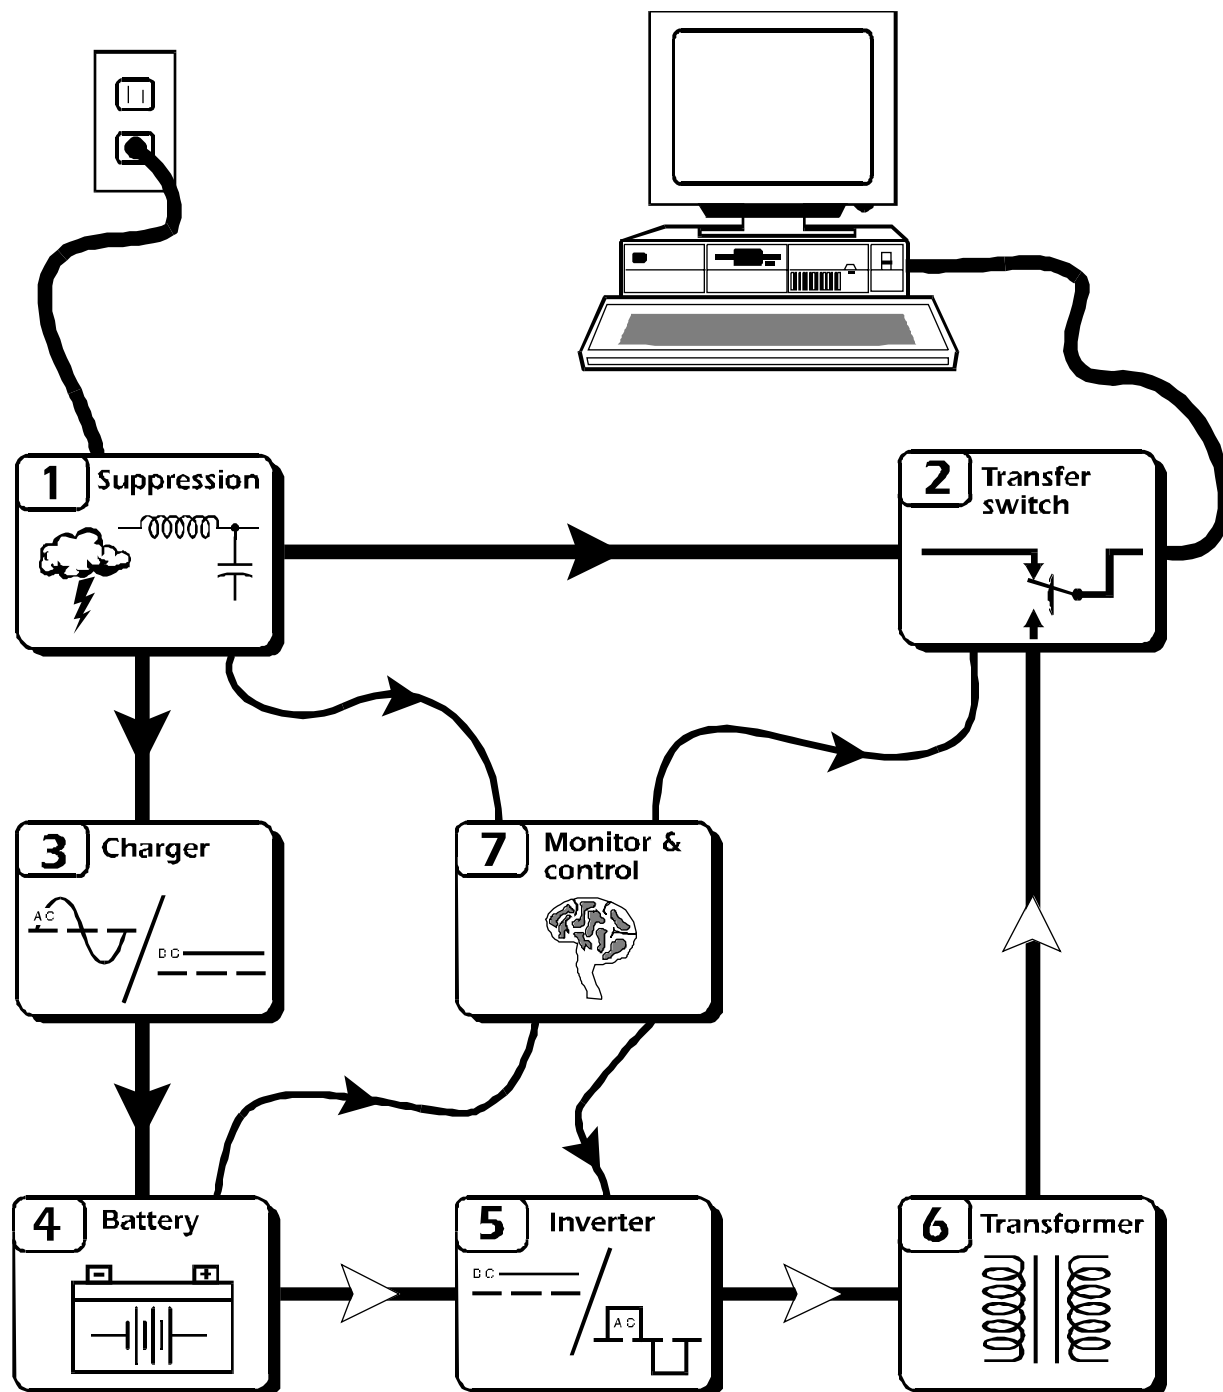 1
Suppression
2
Transfer
switch
3
Charger
AC
DC
7
Monitor &
control
4
Battery
-
+
5
Inverter
DC
AC
6
Transformer